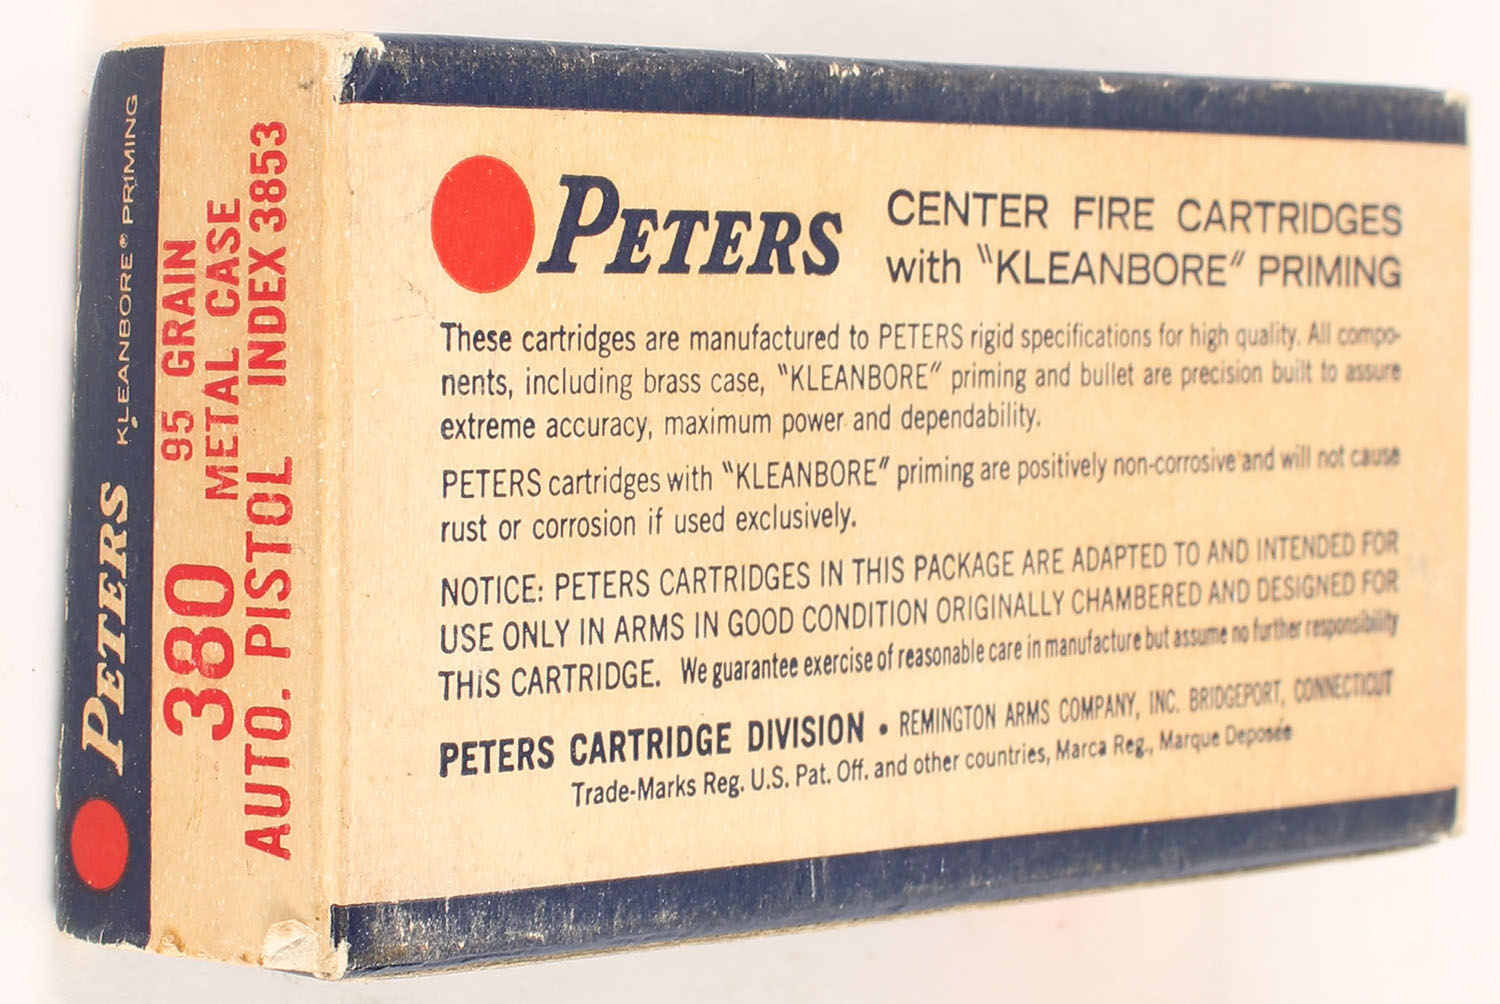 PETERS KLEANBORE® PRIMING
95 GRAIN
380 METAL CASE
AUTO. PISTOL INDEX 3853
PETERS
CENTER FIRE CARTRIDGES
with "KLEANBORE" PRIMING
These cartridges are manufactured to PETERS rigid specifications for high quality. All compo-
nents, including brass case, "KLEANBORE" priming and bullet are precision built to assure
extreme accuracy, maximum power and dependability.
PETERS cartridges with "KLEANBORE" priming are positively non-corrosive and will not cause
rust or corrosion if used exclusively.
NOTICE: PETERS CARTRIDGES IN THIS PACKAGE ARE ADAPTED TO AND INTENDED FOR
USE ONLY IN ARMS IN GOOD CONDITION ORIGINALLY CHAMBERED AND DESIGNED FOR
THIS CARTRIDGE. We guarantee exercise of reasonable care in manufacture but assume no further responsibility
PETERS CARTRIDGE DIVISION • REMINGTON ARMS COMPANY, INC. BRIDGEPORT, CONNECTICUT
Trade-Marks Reg. U.S. Pat. Off. and other countries, Marca Reg., Marque Deposée